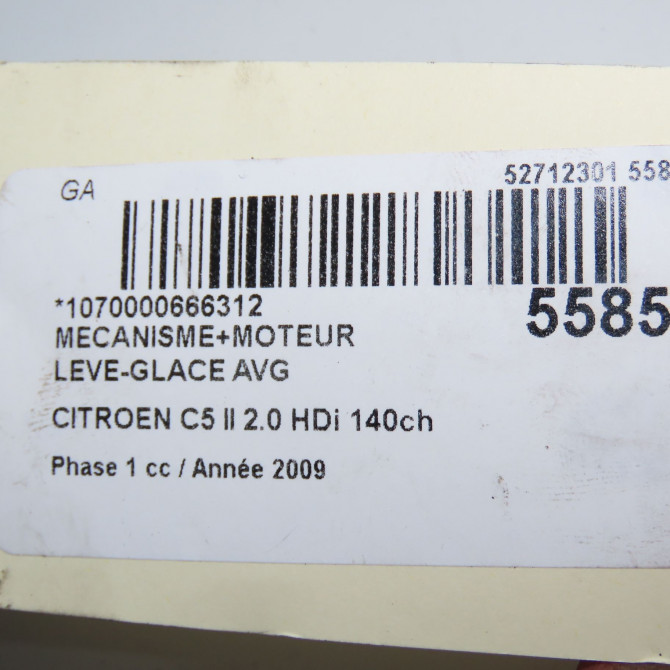 GA
52712301 558
*1070000666312
5585
MECANISME+MOTEUR
LEVE-GLACE AVG
CITROEN C5 II 2.0 HDi 140ch
Phase 1 cc / Année 2009